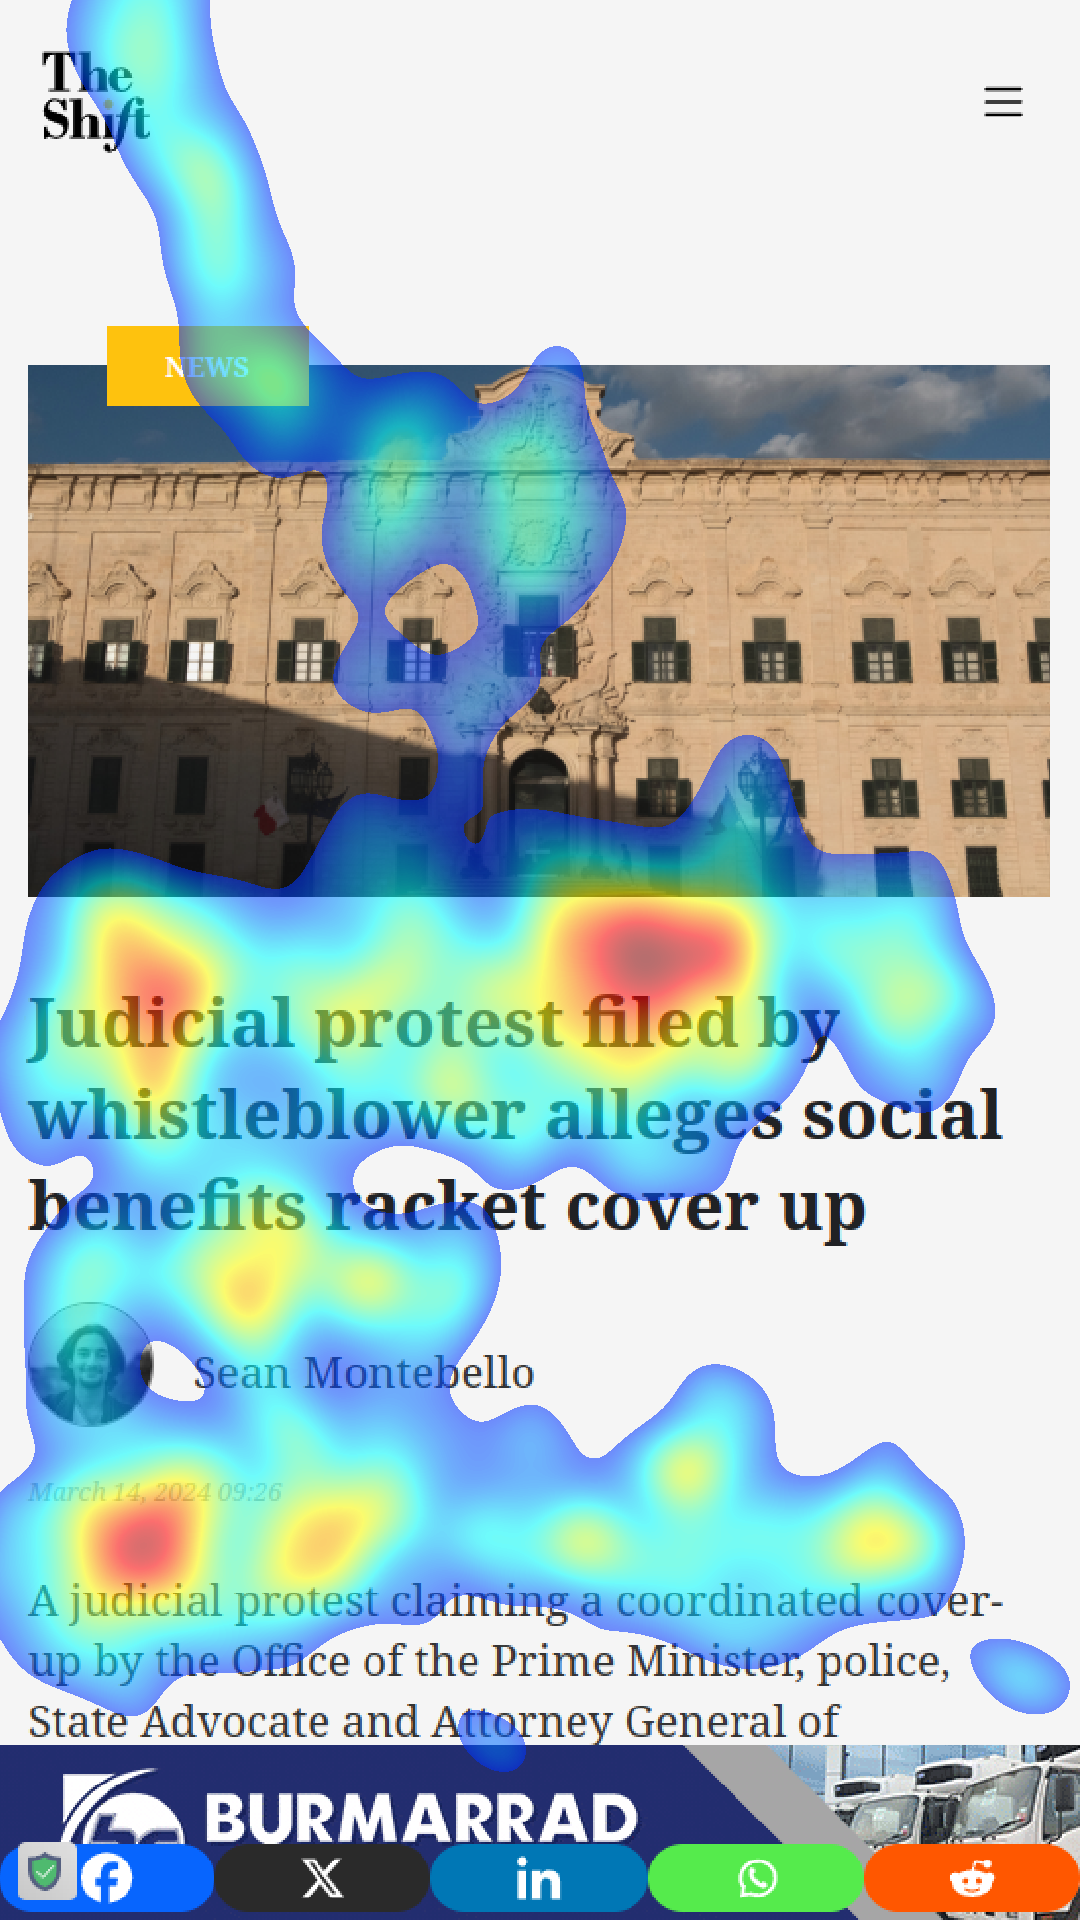 The
Shift
NEWS
Judicial protest filed by
whistleblower alleges social
benefits racket cover up
Sean Montebello
March 14, 2024 09:26
A judicial protest claiming a coordinated cover-
up by the Office of the Prime Minister, police,
State Advocate and Attorney General of
BURMARRAD